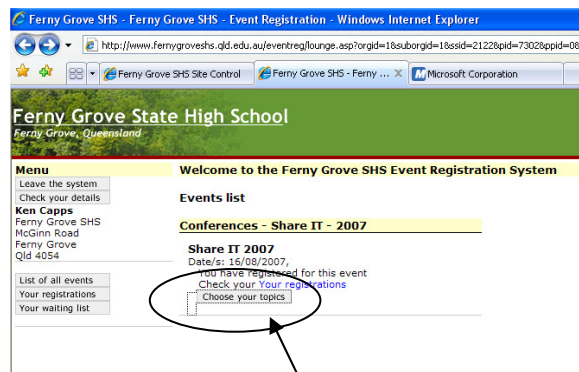 Ferny Grove SHS - Ferny Grove SHS - Event Registration - Windows Internet Explorer
http://www.fernygroveshs.qld.edu.au/eventreg/lounge.asp?orgid=1&suborgid=1&ssid=2122&pid=7302&ppid=08
Ferny Grove SHS Site Control
Ferny Grove SHS - Ferny ... X
Microsoft Corporation
Ferny Grove State High School
Ferny Grove, Queensland
Menu
Leave the system
Check your details
Ken Capps
Ferny Grove SHS
McGinn Road
Ferny Grove
Qld 4054
List of all events
Your registrations
Your waiting list
Welcome to the Ferny Grove SHS Event Registration System
Events list
Conferences - Share IT - 2007
Share IT 2007
Date/s: 16/08/2007,
You have registered for this event
Check your Your registrations
Choose your topics